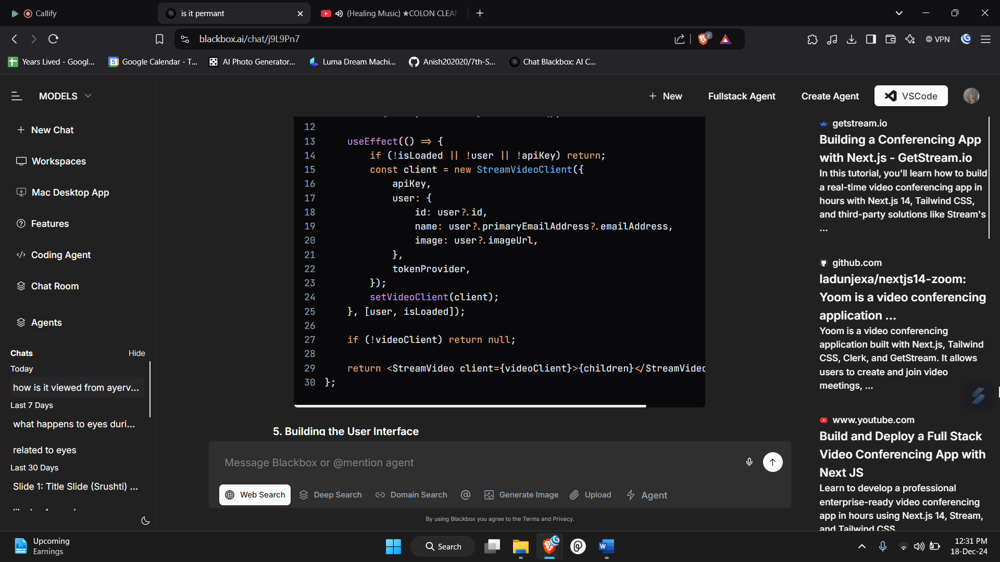 Callify
is it permant
(Healing Music) ★COLON CLEAN
blackbox.ai/chat/j9L9Pn7
2
VPN
Years Lived - Googl...
5
Google Calendar - T...
AI Photo Generator...
Luma Dream Machi...
Anish202020/7th-S...
Chat Blackbox: AI C...
MODELS
New
Fullstack Agent
Create Agent
VSCode
New Chat
Workspaces
Mac Desktop App
Features
Coding Agent
Chat Room
Agents
Chats
Hide
Today
how is it viewed from ayerv...
Last 7 Days
what happens to eyes duri...
related to eyes
Last 30 Days
Slide 1: Title Slide (Srushti) ...
12
13 useEffect(() => {
14 if (!isLoaded || !user || !apiKey) return;
15 const client = new StreamVideoClient({
16 apiKey,
17 user: {
18 id: user?.id,
19 name: user?.primaryEmailAddress?.emailAddress,
20 image: user?.imageUrl,
21 },
22 tokenProvider,
23 });
24 setVideoClient(client);
25 }, [user, isLoaded]);
26
27 if (!videoClient) return null;
28
29 return <StreamVideo client={videoClient}>{children}</StreamVideo
30 };
5. Building the User Interface
Message Blackbox or @mention agent
Web Search
Deep Search
Domain Search
Generate Image
Upload
Agent
By using Blackbox you agree to the Terms and Privacy.
getstream.io
Building a Conferencing App
with Next.js - GetStream.io
In this tutorial, you'll learn how to build
a real-time video conferencing app in
hours with Next.js 14, Tailwind CSS,
and third-party solutions like Stream's
...
github.com
ladunjexa/nextjs14-zoom:
Yoom is a video conferencing
application ...
Yoom is a video conferencing
application built with Next.js, Tailwind
CSS, Clerk, and GetStream. It allows
users to create and join video
meetings, ...
www.youtube.com
Build and Deploy a Full Stack
Video Conferencing App with
Next JS
Learn to develop a professional
enterprise-ready video conferencing
app in hours using Next.js 14, Stream,
and Tailwind CSS
Upcoming
Earnings
Search
12:31 PM
18-Dec-24